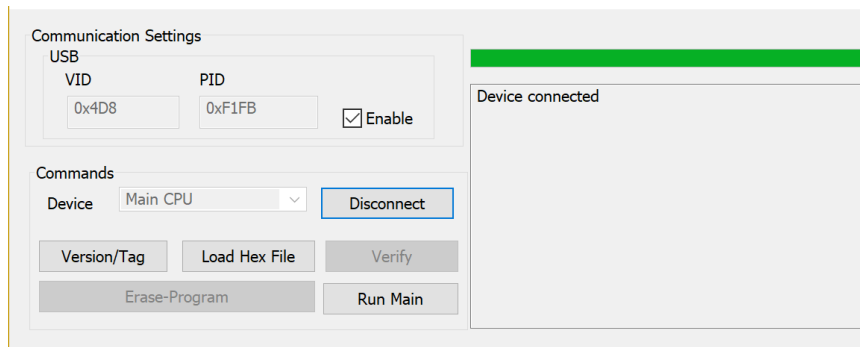 Communication Settings
USB
VID PID
0x4D8 0xF1FB
Enable
Device connected
Commands
Device Main CPU Disconnect
Version/Tag Load Hex File Verify
Erase-Program Run Main